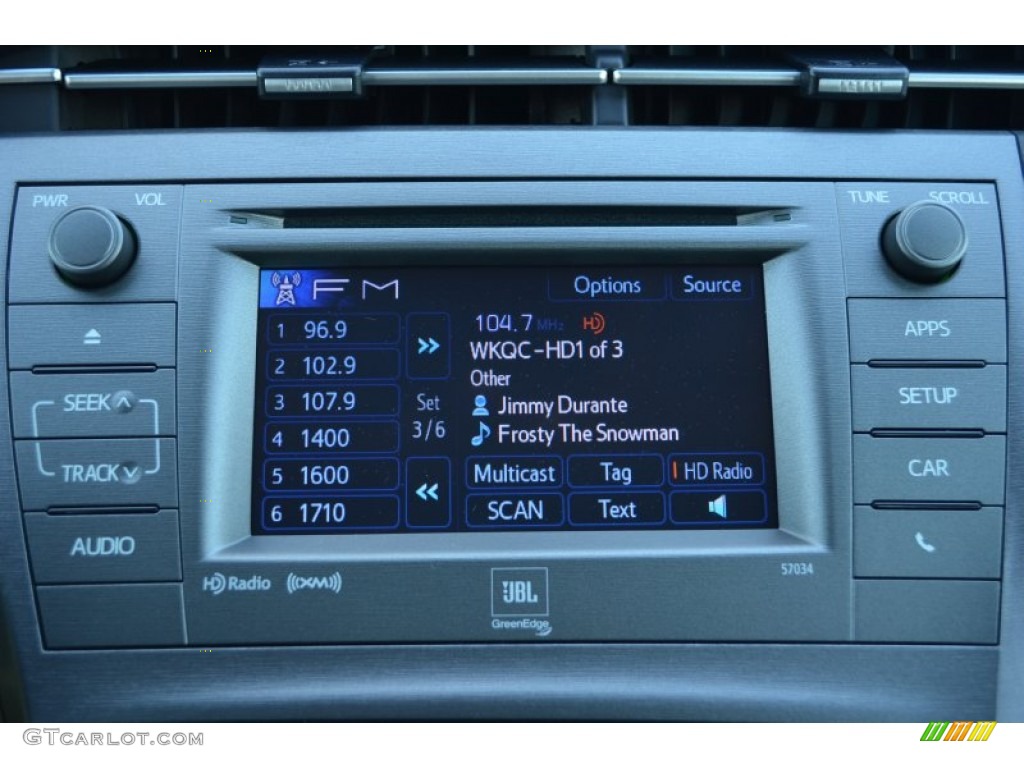 PWR VOL
TUNE SCROLL
FM Options Source
1 96.9
2 102.9
3 107.9
4 1400
5 1600
6 1710
>>
Set
3/6
<<
104.7 MHz HD
WKQC-HD1 of 3
Other
Jimmy Durante
Frosty The Snowman
Multicast Tag HD Radio
SCAN Text
SEEK
TRACK
AUDIO
APPS
SETUP
CAR
HD Radio ((XM))
JBL
GreenEdge
57034
GTCARLOT.COM